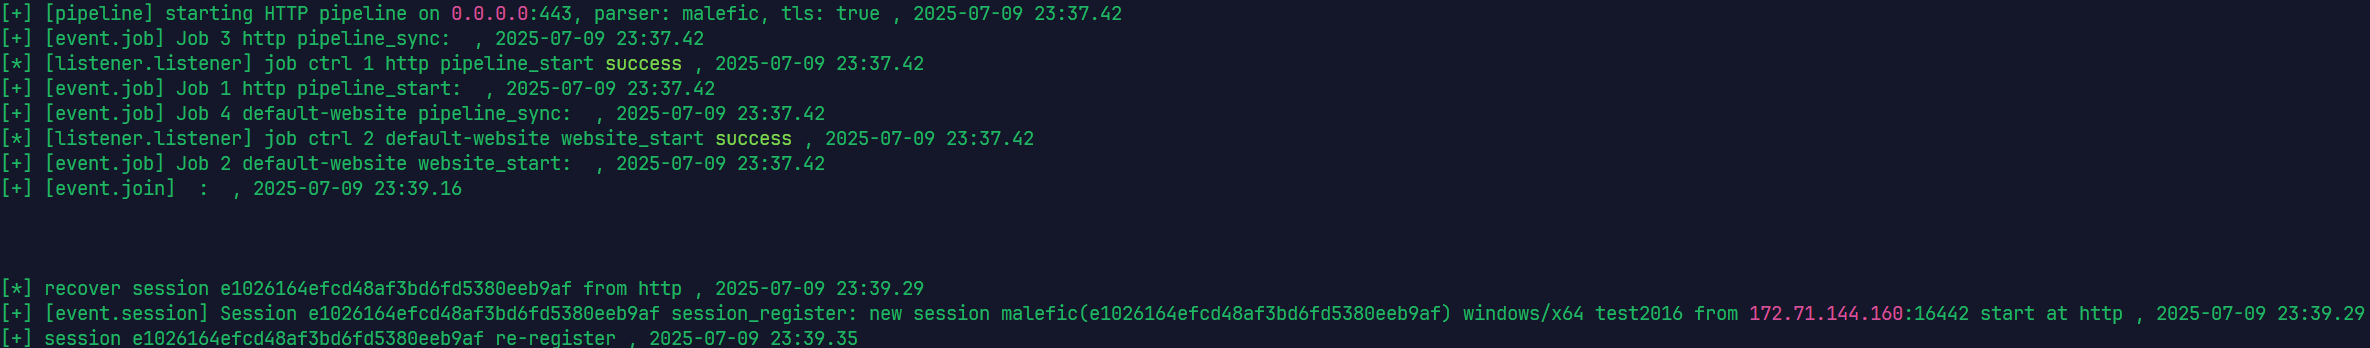 [+] [pipeline] starting HTTP pipeline on 0.0.0.0:443, parser: malefic, tls: true , 2025-07-09 23:37.42
[+] [event.job] Job 3 http pipeline_sync:  , 2025-07-09 23:37.42
[*] [listener.listener] job ctrl 1 http pipeline_start success , 2025-07-09 23:37.42
[+] [event.job] Job 1 http pipeline_start:  , 2025-07-09 23:37.42
[+] [event.job] Job 4 default-website pipeline_sync:  , 2025-07-09 23:37.42
[*] [listener.listener] job ctrl 2 default-website website_start success , 2025-07-09 23:37.42
[+] [event.job] Job 2 default-website website_start:  , 2025-07-09 23:37.42
[+] [event.join]  :  , 2025-07-09 23:39.16
[*] recover session e1026164efcd48af3bd6fd5380eeb9af from http , 2025-07-09 23:39.29
[+] [event.session] Session e1026164efcd48af3bd6fd5380eeb9af session_register: new session malefic(e1026164efcd48af3bd6fd5380eeb9af) windows/x64 test2016 from 172.71.144.160:16442 start at http , 2025-07-09 23:39.29
[+] session e1026164efcd48af3bd6fd5380eeb9af re-register , 2025-07-09 23:39.35